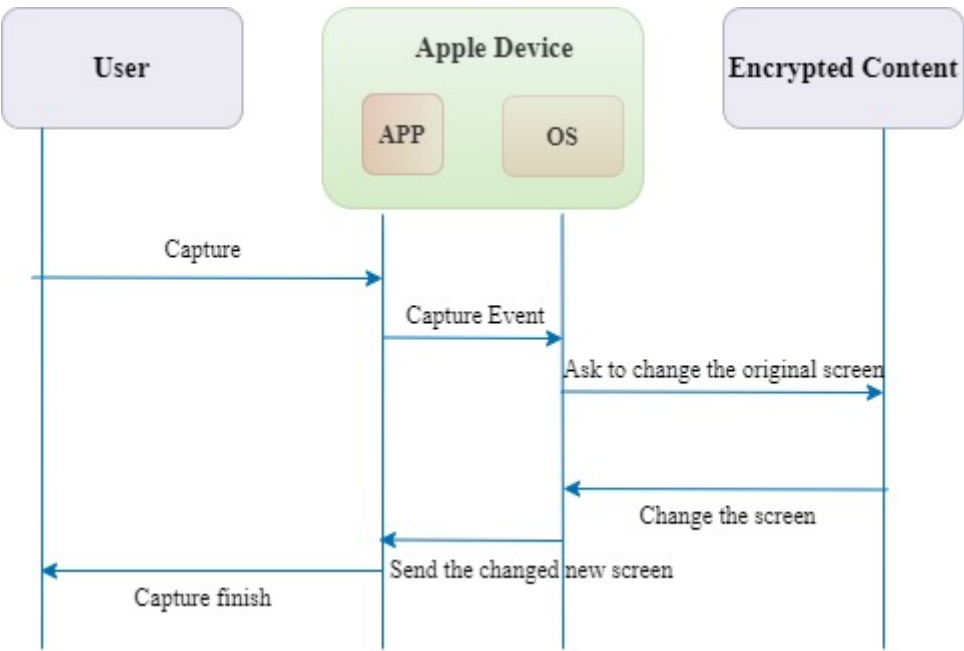 User
Apple Device
Encrypted Content
APP
OS
Capture
Capture Event
Ask to change the original screen
Change the screen
Send the changed new screen
Capture finish